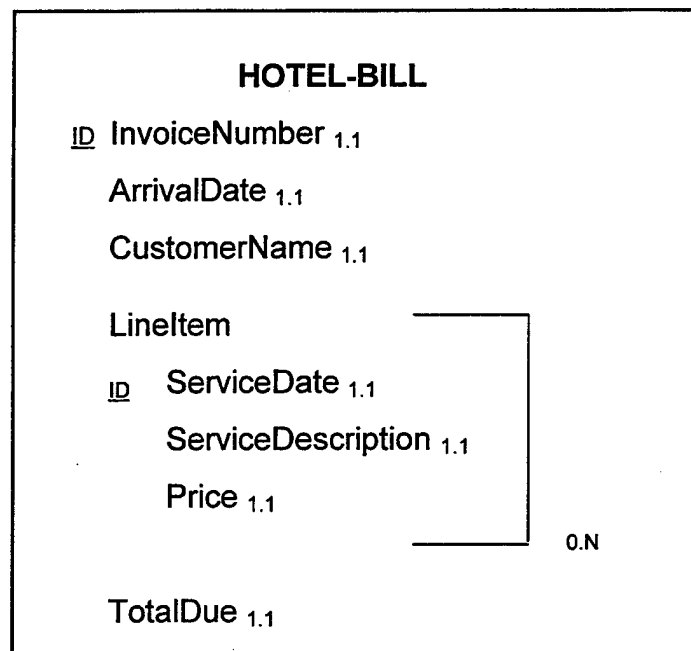 HOTEL-BILL
ID InvoiceNumber 1.1
ArrivalDate 1.1
CustomerName 1.1
LineItem
ID ServiceDate 1.1
ServiceDescription 1.1
Price 1.1
0.N
TotalDue 1.1